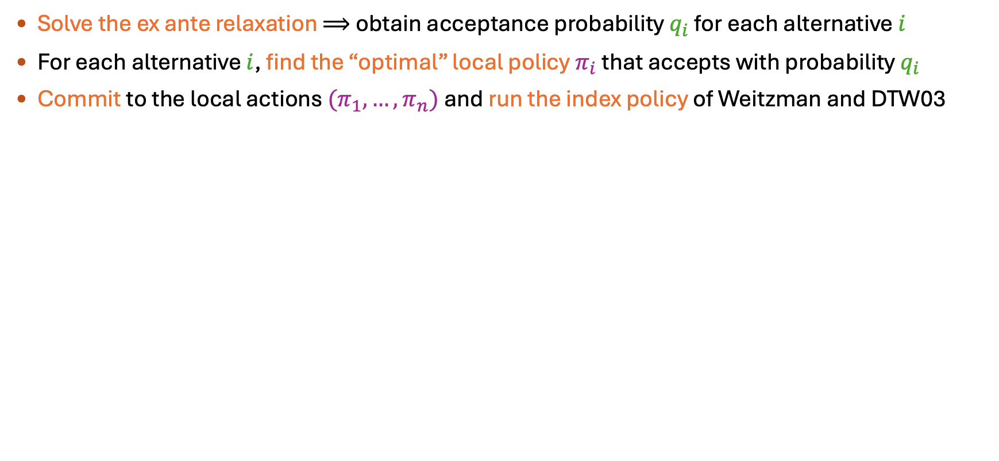 • Solve the ex ante relaxation ⟹ obtain acceptance probability qᵢ for each alternative i
• For each alternative i, find the “optimal” local policy πᵢ that accepts with probability qᵢ
• Commit to the local actions (π₁, … , πₙ) and run the index policy of Weitzman and DTW03